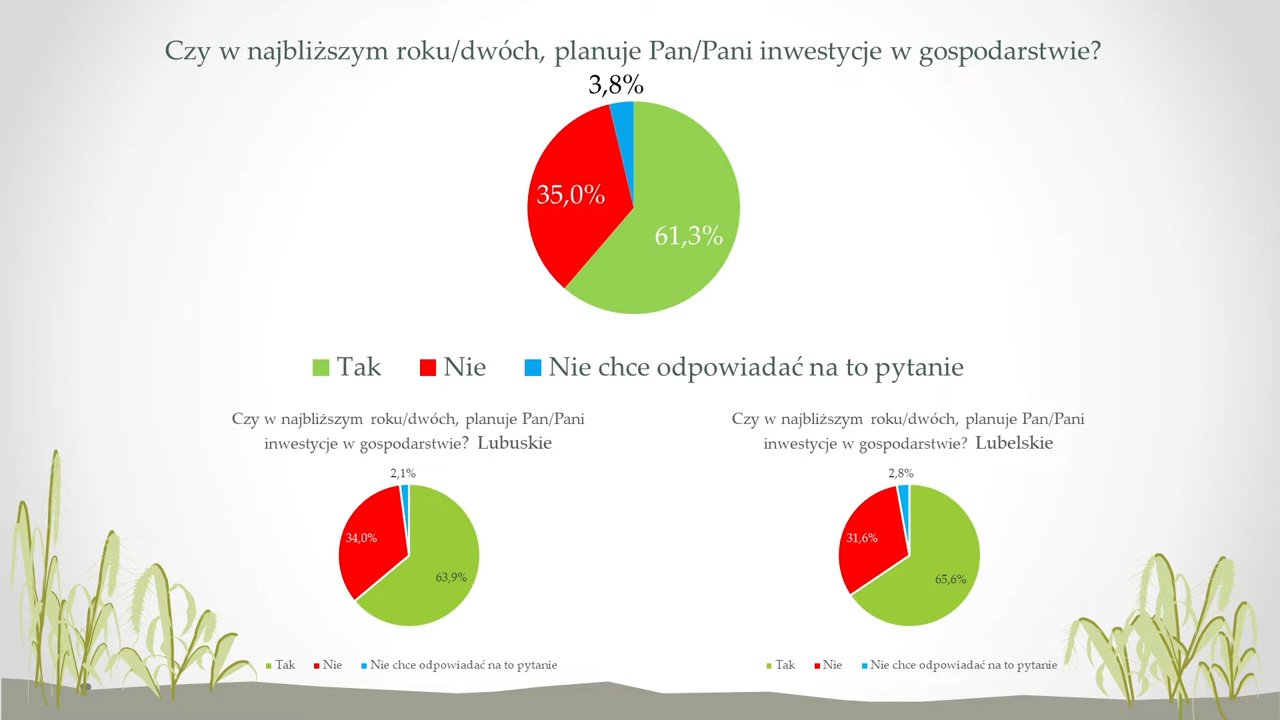 Czy w najbliższym roku/dwóch, planuje Pan/Pani inwestycje w gospodarstwie?
3,8%
35,0%
61,3%
Tak
Nie
Nie chce odpowiadać na to pytanie
Czy w najbliższym roku/dwóch, planuje Pan/Pani
inwestycje w gospodarstwie? Lubuskie
2,1%
34,0%
63,9%
Tak
Nie
Nie chce odpowiadać na to pytanie
Czy w najbliższym roku/dwóch, planuje Pan/Pani
inwestycje w gospodarstwie? Lubelskie
2,8%
31,6%
65,6%
Tak
Nie
Nie chce odpowiadać na to pytanie